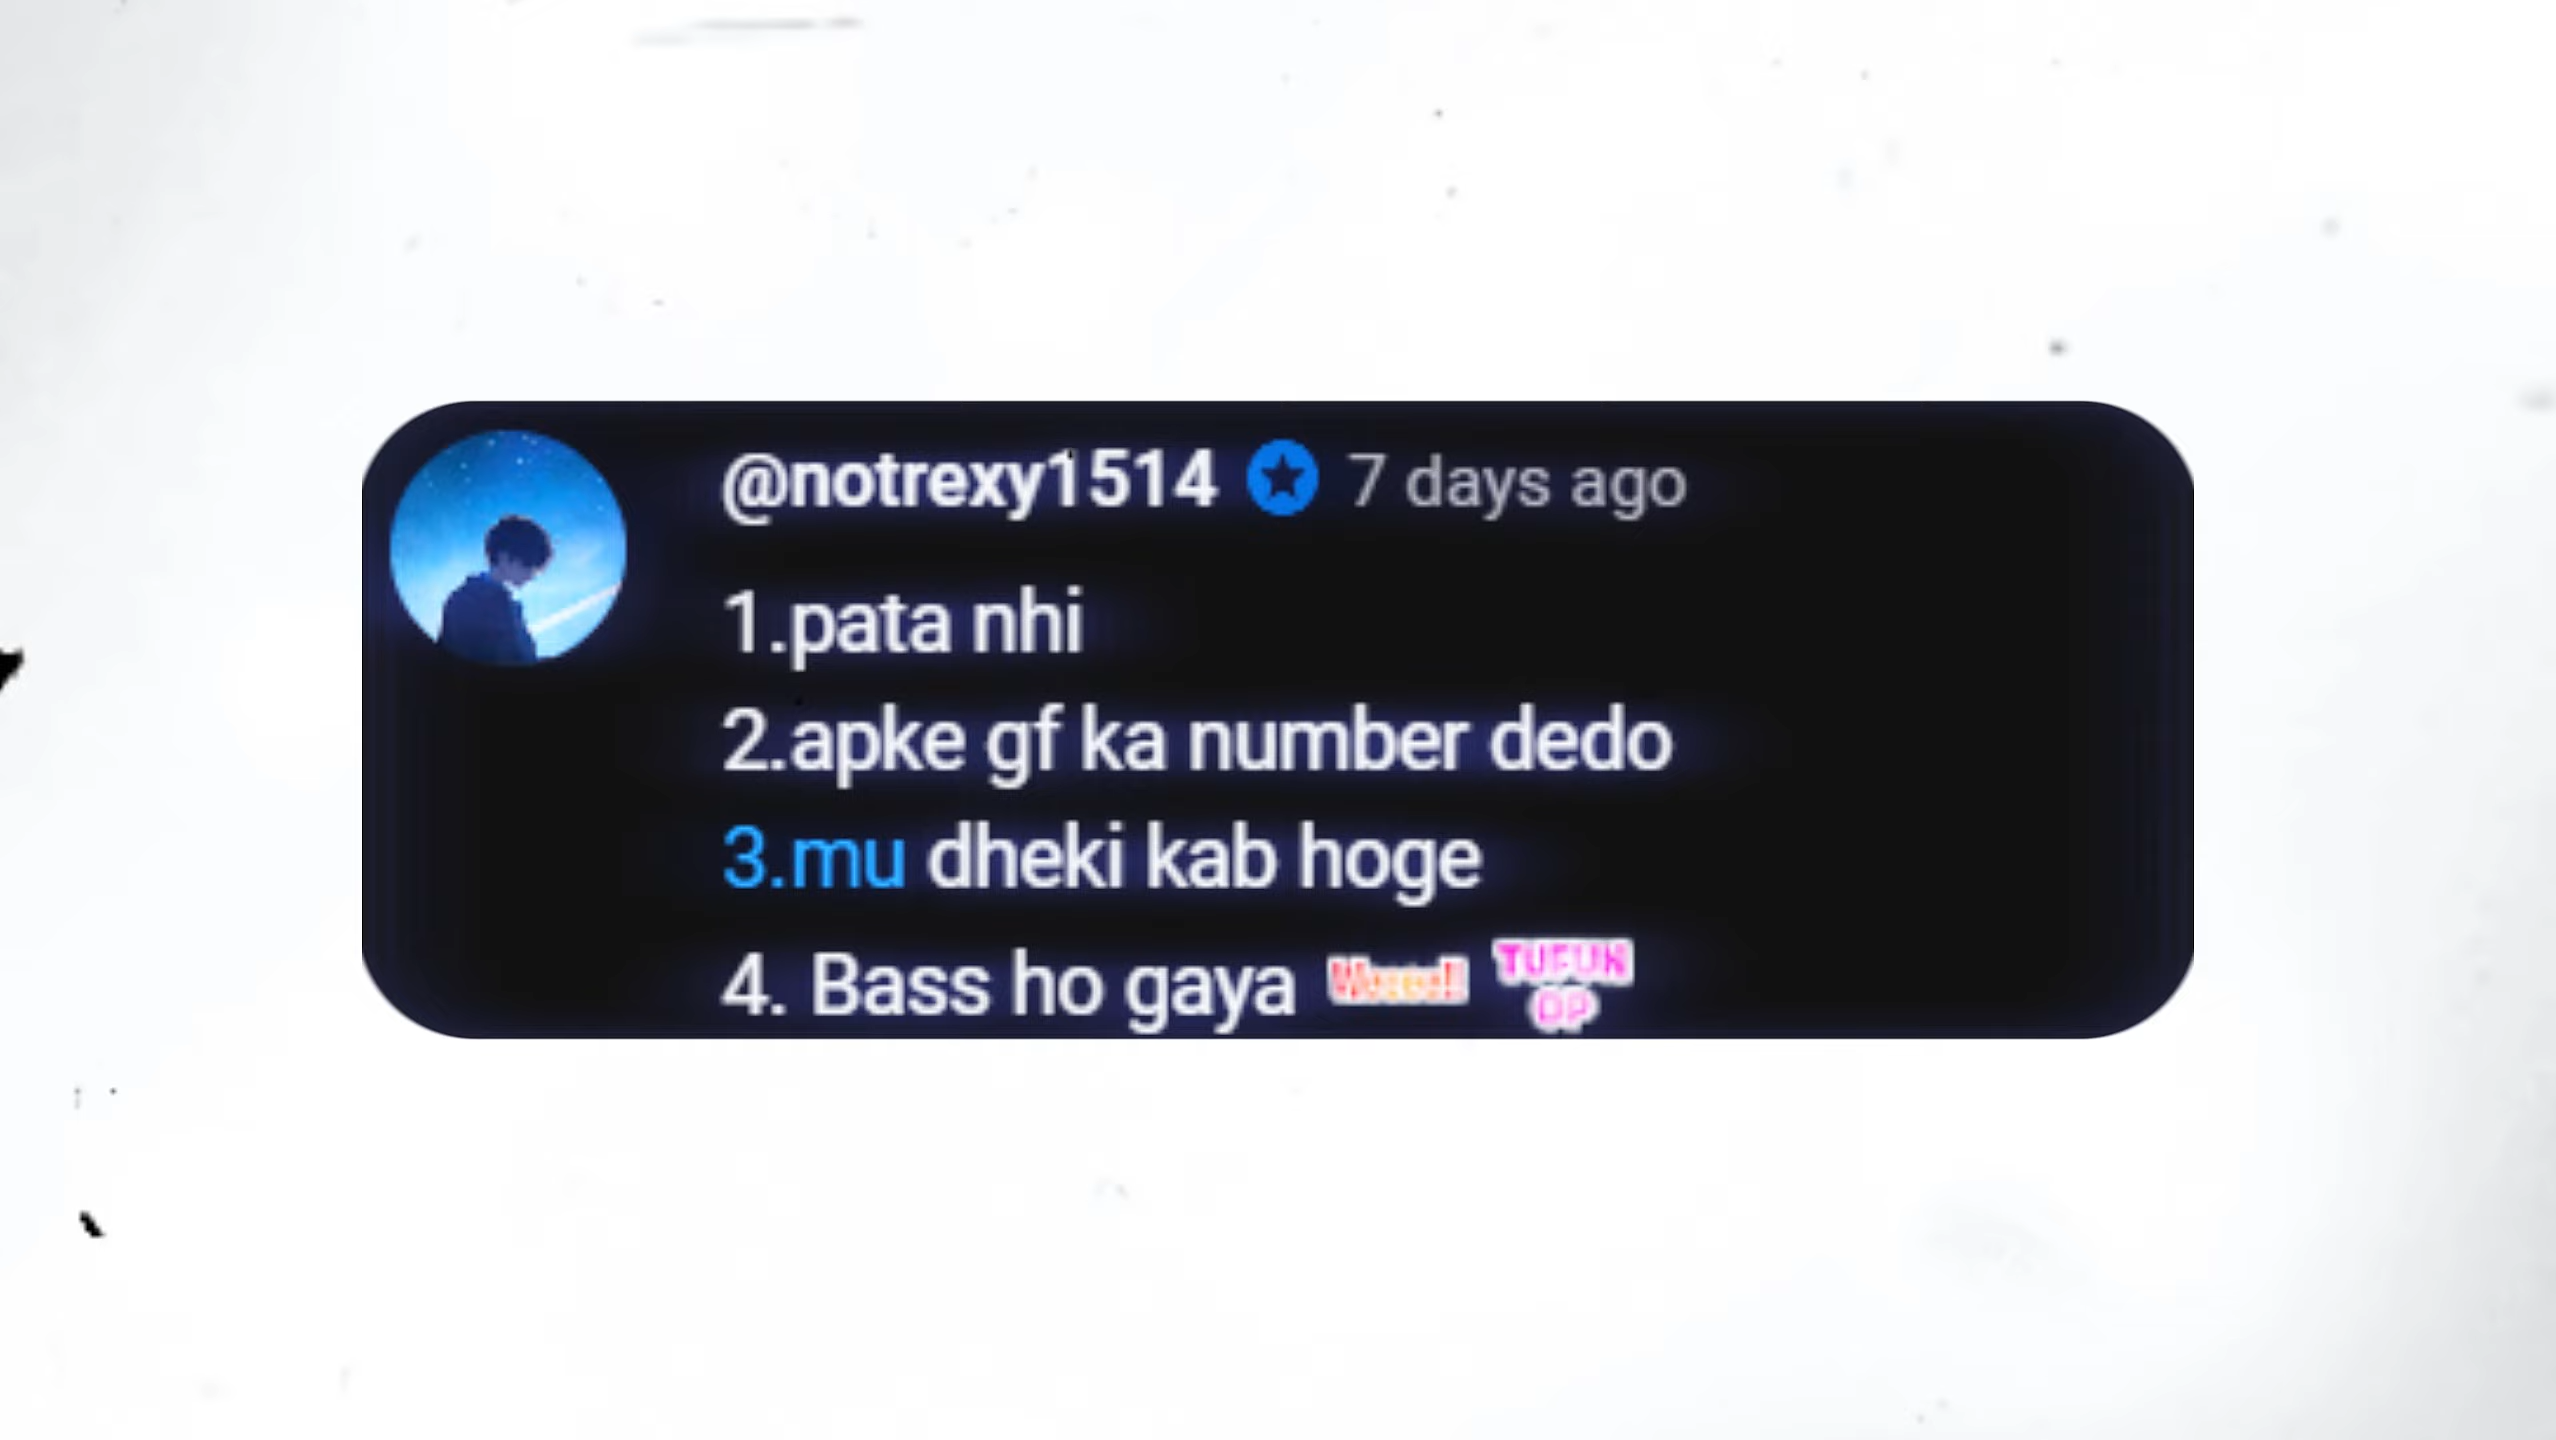 @notrexy1514 7 days ago
1.pata nhi
2.apke gf ka number dedo
3.mu dheki kab hoge
4. Bass ho gaya TUFUN
OP